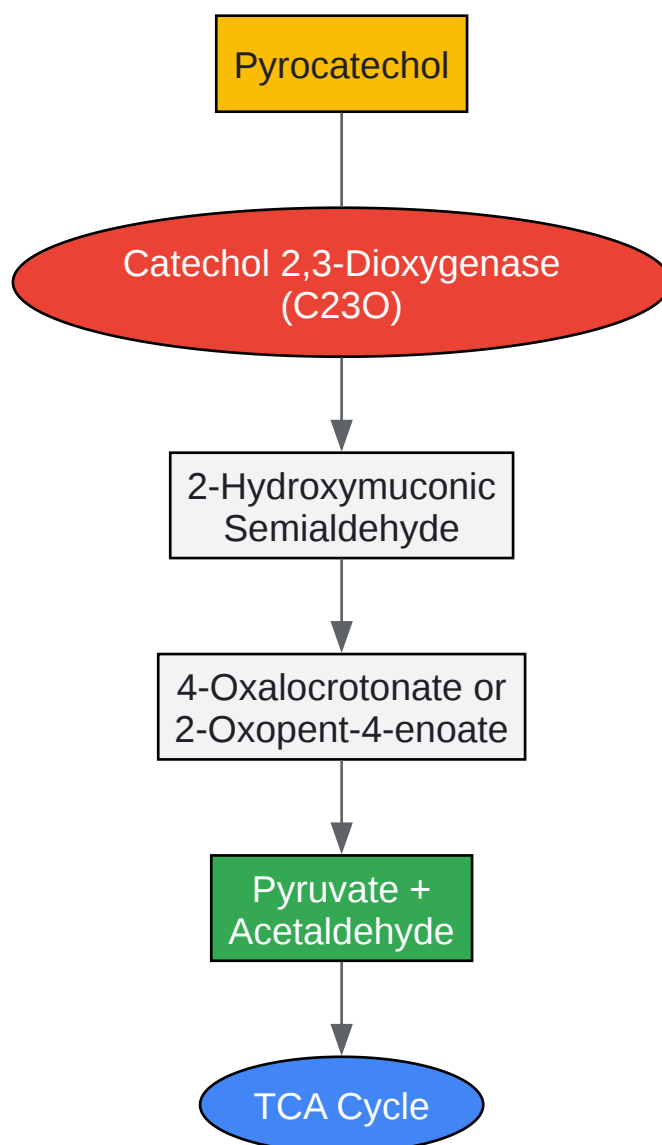 Pyrocatechol
Catechol 2,3-Dioxygenase
(C23O)
2-Hydroxymuconic
Semialdehyde
4-Oxalocrotonate or
2-Oxopent-4-enoate
Pyruvate +
Acetaldehyde
TCA Cycle